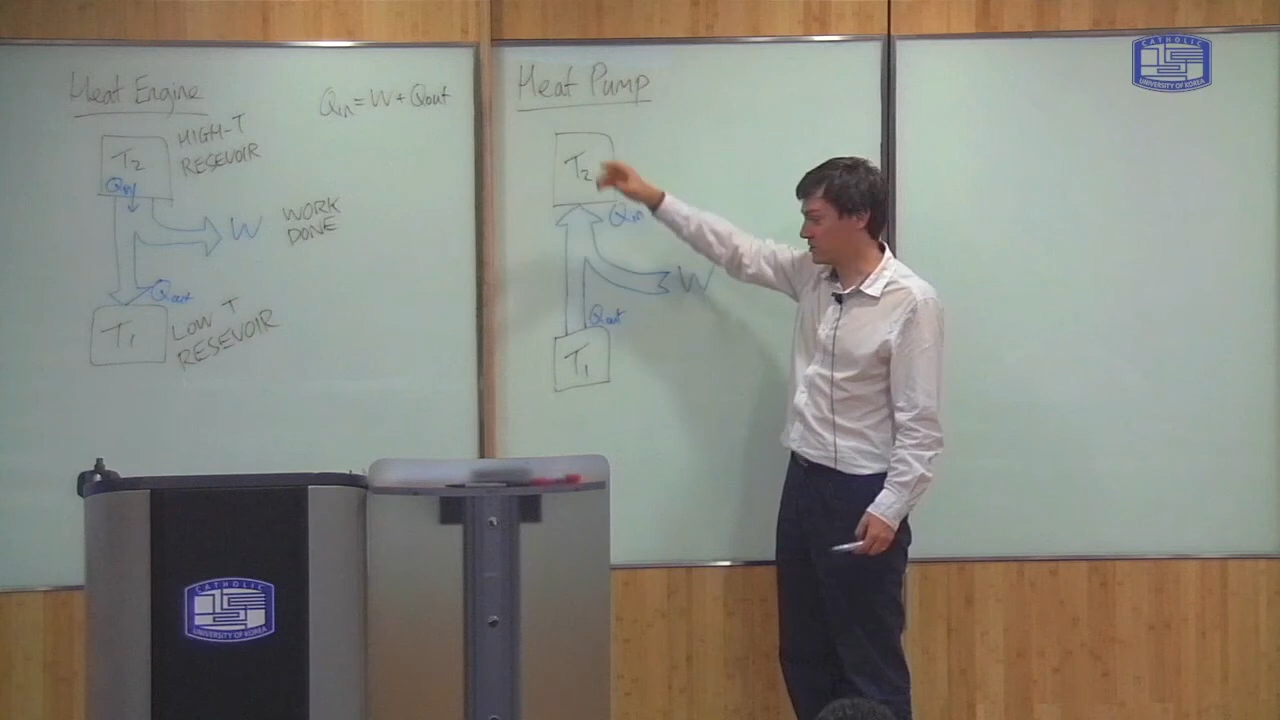 Heat Engine
Qin = W + Qout
T2
HIGH-T
RESEVOIR
Qin
W
WORK
DONE
Qout
T1
LOW T
RESEVOIR
Heat Pump
T2
Qin
W
Qout
T1
CATHOLIC
UNIVERSITY OF KOREA
CATHOLIC
UNIVERSITY OF KOREA